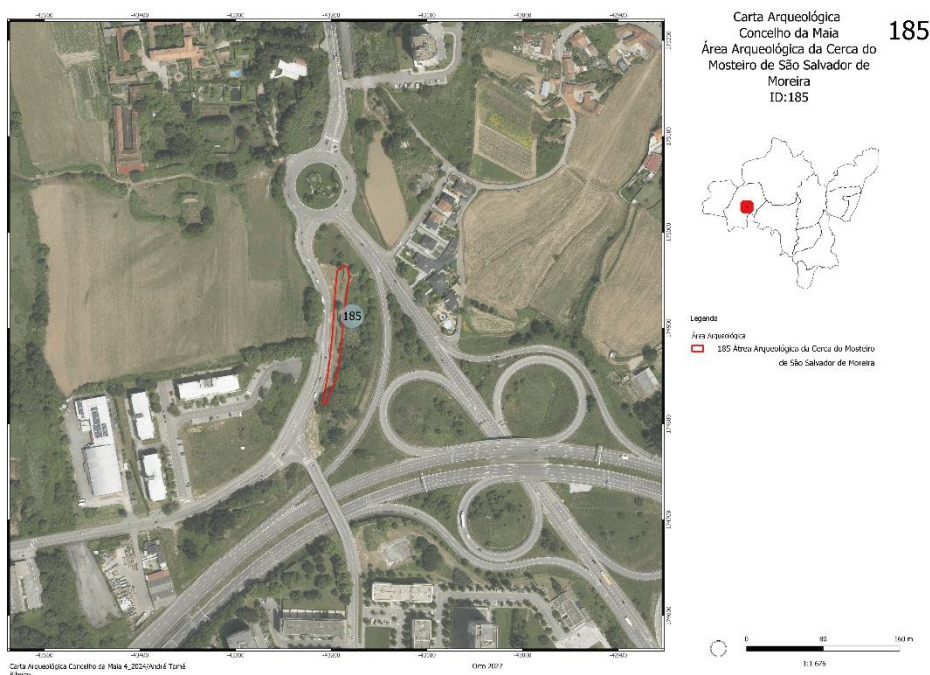 Carta Arqueológica
Concelho da Maia
Área Arqueológica da Cerca do
Mosteiro de São Salvador de
Moreira
ID:185
185
185
Legenda
Área Arqueológica
185 Área Arqueológica da Cerca do Mosteiro
de São Salvador de Moreira
0 80 160 m
1:1 676
Carta Arqueológica Concelho da Maia 4_2024/André Tomé
Ribeiro
Orto 2022